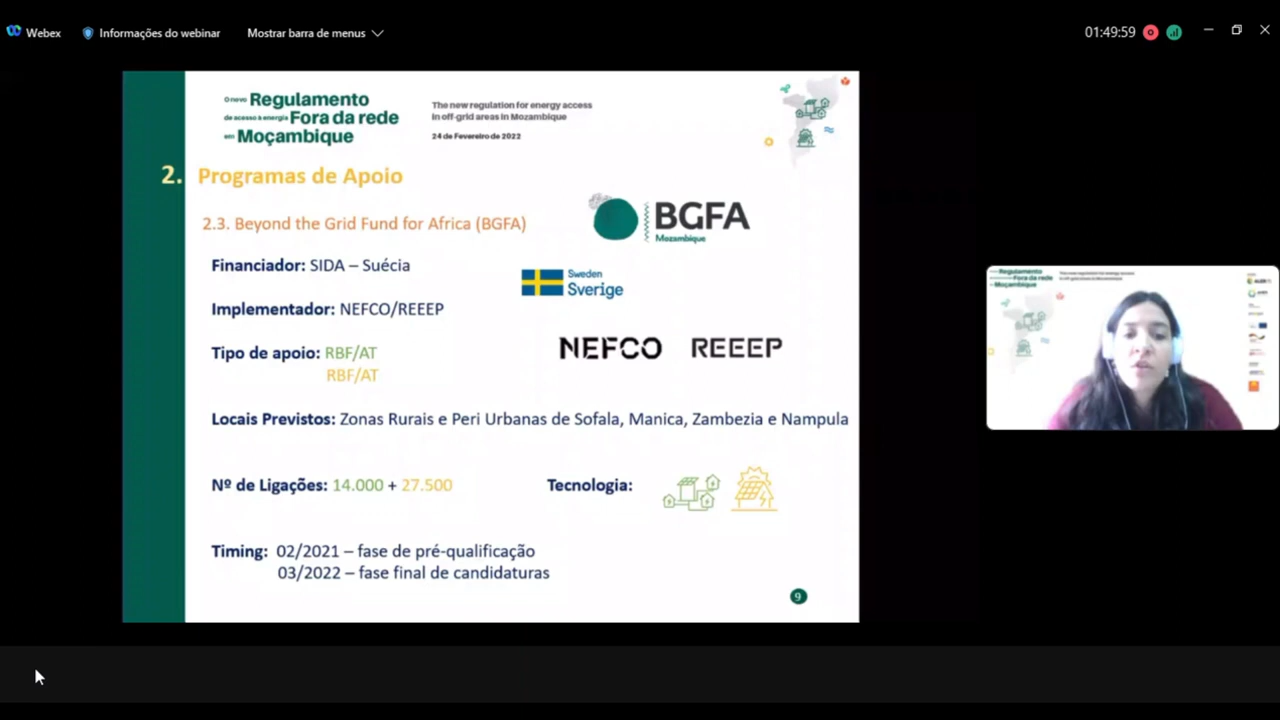 Webex
Informações do webinar
Mostrar barra de menus
01:49:59
O novo Regulamento
de acesso à energia Fora da rede
em Moçambique
The new regulation for energy access
in off-grid areas in Mozambique
24 de Fevereiro de 2022
2. Programas de Apoio
2.3. Beyond the Grid Fund for Africa (BGFA)
BGFA
Mozambique
Financiador: SIDA – Suécia
Sweden
Sverige
Implementador: NEFCO/REEEP
NEFCO REEEP
Tipo de apoio: RBF/AT
RBF/AT
Locais Previstos: Zonas Rurais e Peri Urbanas de Sofala, Manica, Zambezia e Nampula
Nº de Ligações: 14.000 + 27.500
Tecnologia:
Timing: 02/2021 – fase de pré-qualificação
03/2022 – fase final de candidaturas
9
Regulamento
Fora da rede
Moçambique